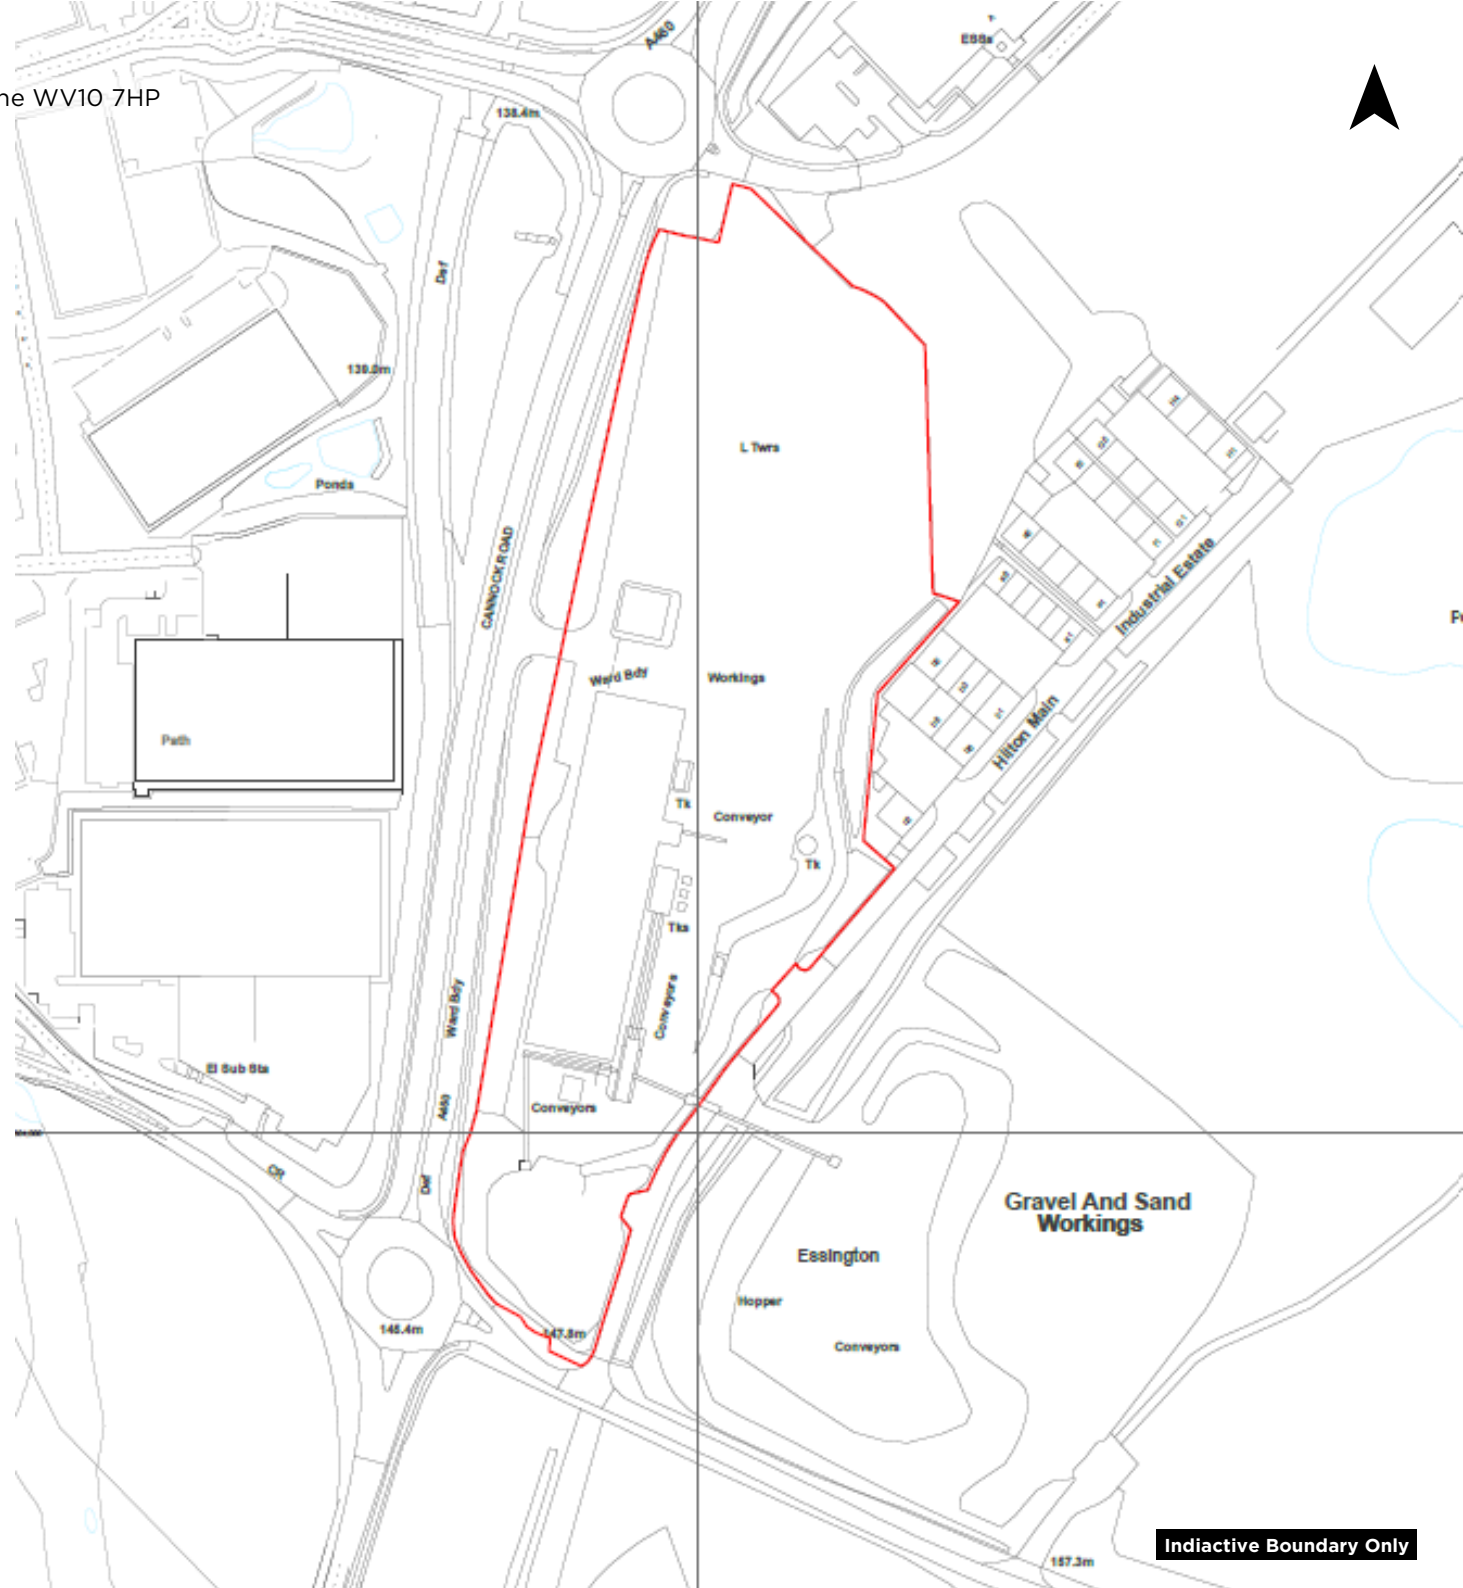 A460
ESSs
ne WV10 7HP
138.4m
Def
139.0m
L Twrs
Ponds
CANNOCK ROAD
Industrial Estate
Ward Bdy
Workings
Path
Hilton Main
Tk
Conveyor
Tk
Tks
Conveyors
Ward Bdy
El Sub Sta
A460
Conveyors
CR
Def
Gravel And Sand
Workings
Essington
Hopper
145.4m
147.8m
Conveyors
Indiactive Boundary Only
157.3m